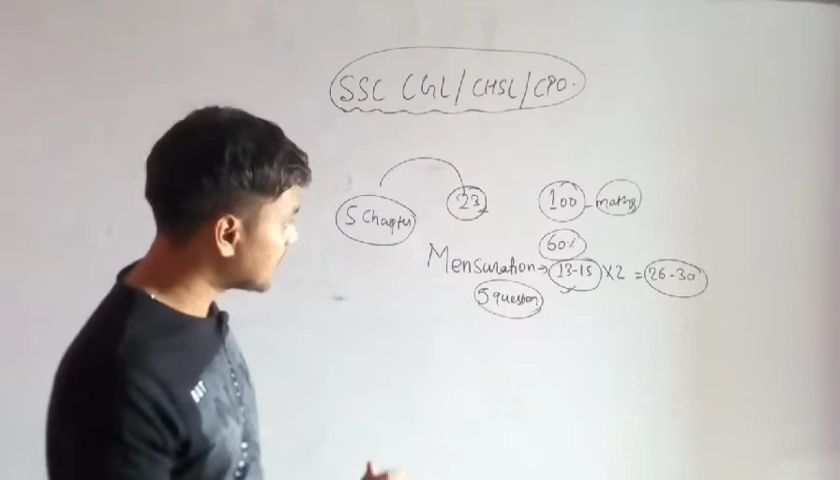 SSC CGL/CHSL/CPO.
5 Chapter 23 100 - maths
60%
Mensuration → 13-15 X2 = 26-30
5 question